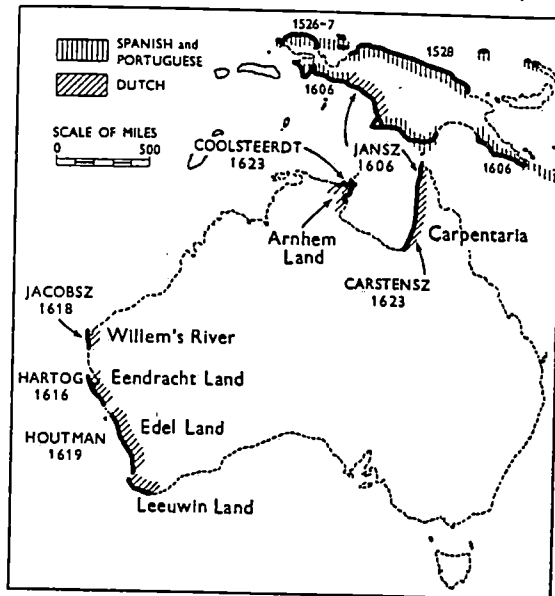 SPANISH and
PORTUGUESE
DUTCH
SCALE OF MILES
0 500
1526-7
1528
1606
1606
COOLSTEERDT
1623
JANSZ
1606
Arnhem
Land
Carpentaria
CARSTENSZ
1623
JACOBSZ
1618
Willem's River
HARTOG
1616
Eendracht Land
Edel Land
HOUTMAN
1619
Leeuwin Land